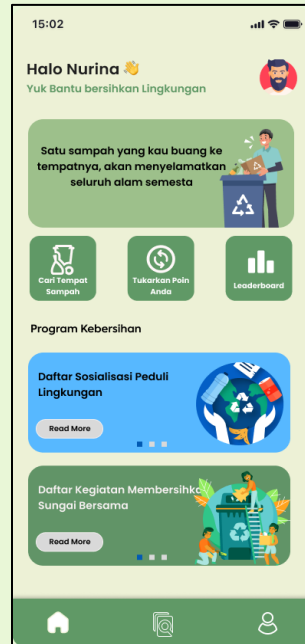 15:02
Halo Nurina 👋
Yuk Bantu bersihkan Lingkungan
Satu sampah yang kau buang ke
tempatnya, akan menyelamatkan
seluruh alam semesta
Cari Tempat
Sampah
Tukarkan Poin
Anda
Leaderboard
Program Kebersihan
Daftar Sosialisasi Peduli
Lingkungan
Read More
Daftar Kegiatan Membersihk
Sungai Bersama
Read More